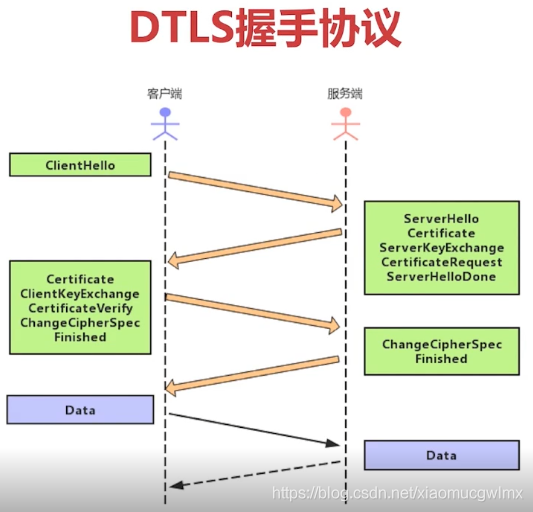 DTLS握手协议
客户端
服务端
ClientHello
ServerHello
Certificate
ServerKeyExchange
CertificateRequest
ServerHelloDone
Certificate
ClientKeyExchange
CertificateVerify
ChangeCipherSpec
Finished
ChangeCipherSpec
Finished
Data
Data
https://blog.csdn.net/xiaomucgwlmx